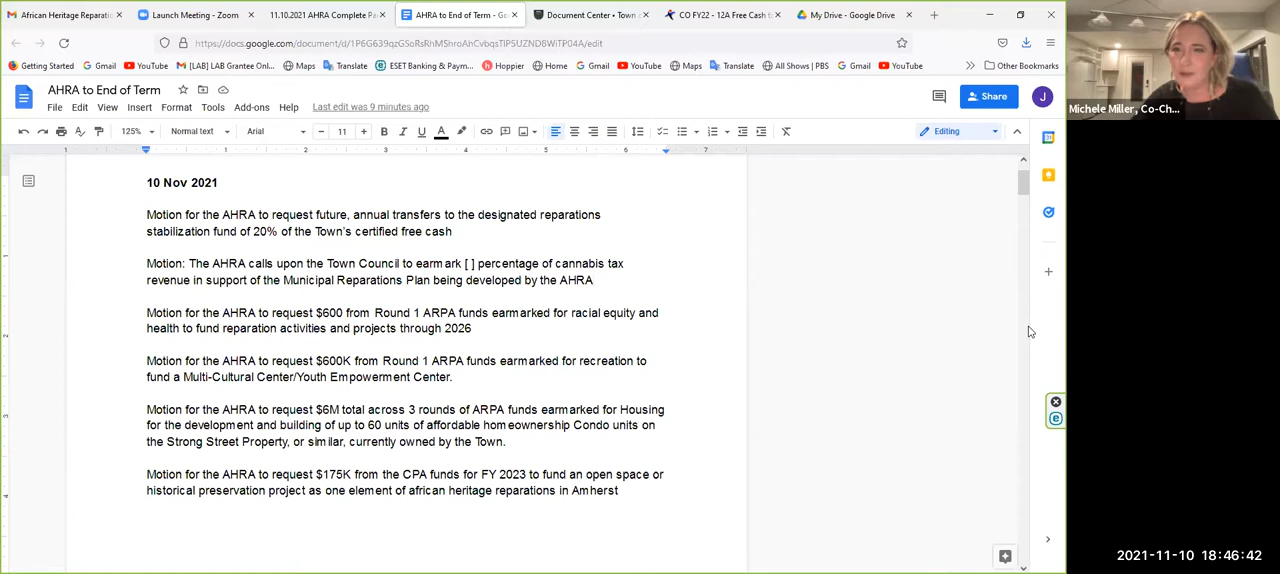 African Heritage Reparati
Launch Meeting - Zoom
11.10.2021 AHRA Complete Pa
AHRA to End of Term - Go
Document Center • Town o
CO FY22 - 12A Free Cash t
My Drive - Google Drive
https://docs.google.com/document/d/1P6G639qzGSoRsRhMShroAhCvbqsTlPSUZND8WiTP04A/edit
Getting Started
Gmail
YouTube
[LAB] LAB Grantee Onl...
Maps
Translate
ESET Banking & Paym...
Hoppier
Home
Gmail
YouTube
Maps
Translate
All Shows | PBS
Gmail
YouTube
Other Bookmarks
AHRA to End of Term
File Edit View Insert Format Tools Add-ons Help Last edit was 9 minutes ago
Share
J
125% Normal text Arial 11 B I U A Editing
1 1 2 3 4 5 6 7
10 Nov 2021
Motion for the AHRA to request future, annual transfers to the designated reparations
stabilization fund of 20% of the Town's certified free cash
Motion: The AHRA calls upon the Town Council to earmark [ ] percentage of cannabis tax
revenue in support of the Municipal Reparations Plan being developed by the AHRA
Motion for the AHRA to request $600 from Round 1 ARPA funds earmarked for racial equity and
health to fund reparation activities and projects through 2026
Motion for the AHRA to request $600K from Round 1 ARPA funds earmarked for recreation to
fund a Multi-Cultural Center/Youth Empowerment Center.
Motion for the AHRA to request $6M total across 3 rounds of ARPA funds earmarked for Housing
for the development and building of up to 60 units of affordable homeownership Condo units on
the Strong Street Property, or similar, currently owned by the Town.
Motion for the AHRA to request $175K from the CPA funds for FY 2023 to fund an open space or
historical preservation project as one element of african heritage reparations in Amherst
Michele Miller, Co-Ch...
2021-11-10 18:46:42